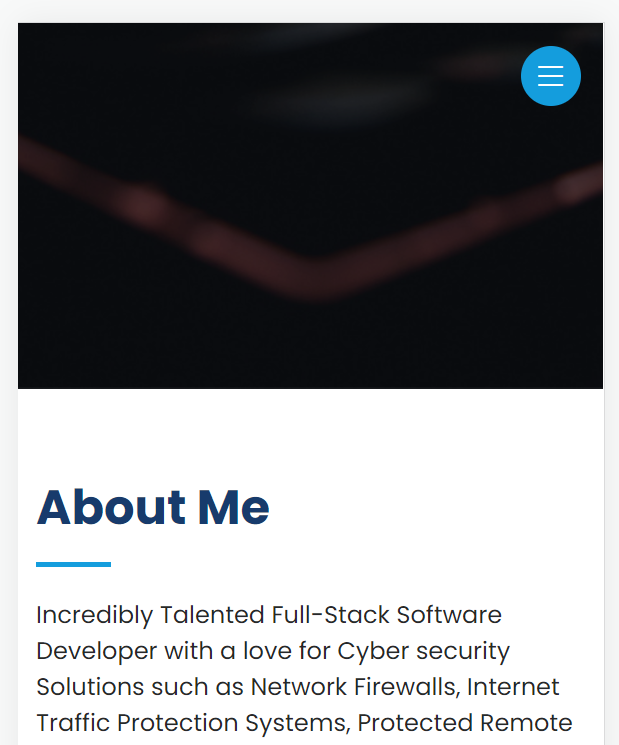 About Me
Incredibly Talented Full-Stack Software
Developer with a love for Cyber security
Solutions such as Network Firewalls, Internet
Traffic Protection Systems, Protected Remote